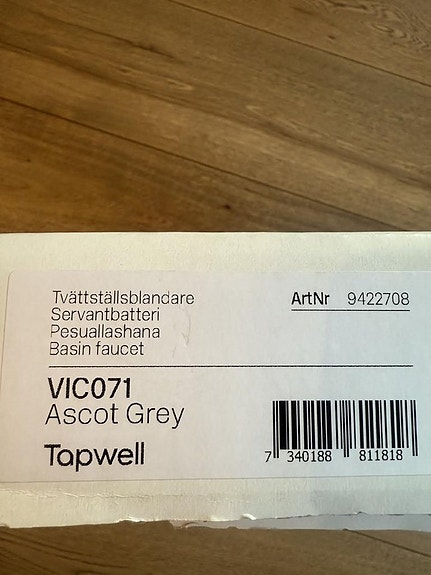 Tvättställsblandare
Servantbatteri
Pesuallashana
Basin faucet
ArtNr 9422708
VIC071
Ascot Grey
Tapwell
7 340188 811818